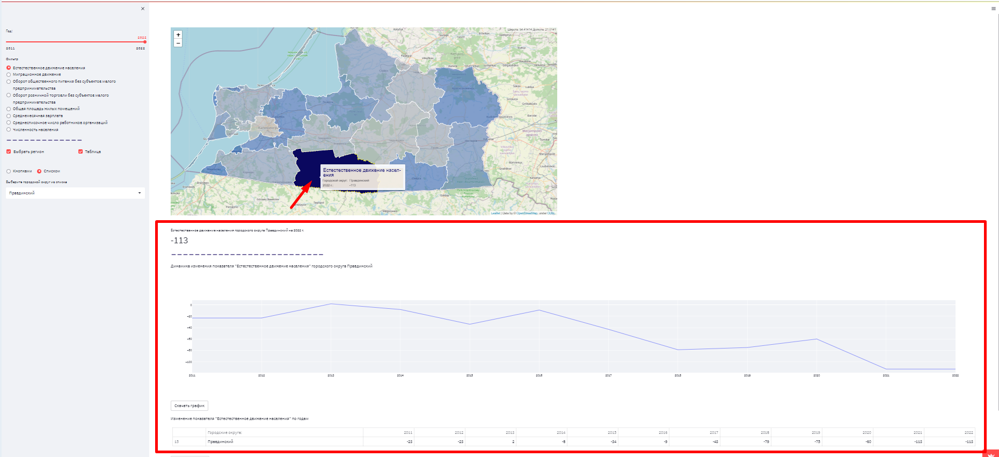 ×
Год:
2022
2011 2022
Фильтр
Естестественное движение населения
Миграционное движение
Оборот общественного питания без субъектов малого
предпринимательства
Оборот розничной торговли без субъектов малого
предпринимательства
Общая площадь жилых помещений
Среднемесячная зарплата
Среднесписочное число работников организаций
Численность населения
Выбрать регион Таблица
Кнопками Списком
Выберите городской округ из списка
Правдинский
+
−
Широта: 54.41414 Долгота: 21.0141
Естестественное движение насел-
ения
Городской округ: Правдинский
2022 г.: -113
Leaflet | Data by © OpenStreetMap, under ODbL.
Естестественное движение населения городского округа Правдинский на 2022 г.
-113
Динамика изменения показателя "Естестественное движение населения" городского округа Правдинский
0
−20
−40
−60
−80
−100
2011 2012 2013 2014 2015 2016 2017 2018 2019 2020 2021 2022
Скачать график
Изменение показателя "Естестественное движение населения" по годам
Городские округа: 2011 2012 2013 2014 2015 2016 2017 2018 2019 2020 2021 2022
15 Правдинский -23 -23 2 -8 -34 -9 -43 -79 -75 -60 -113 -113